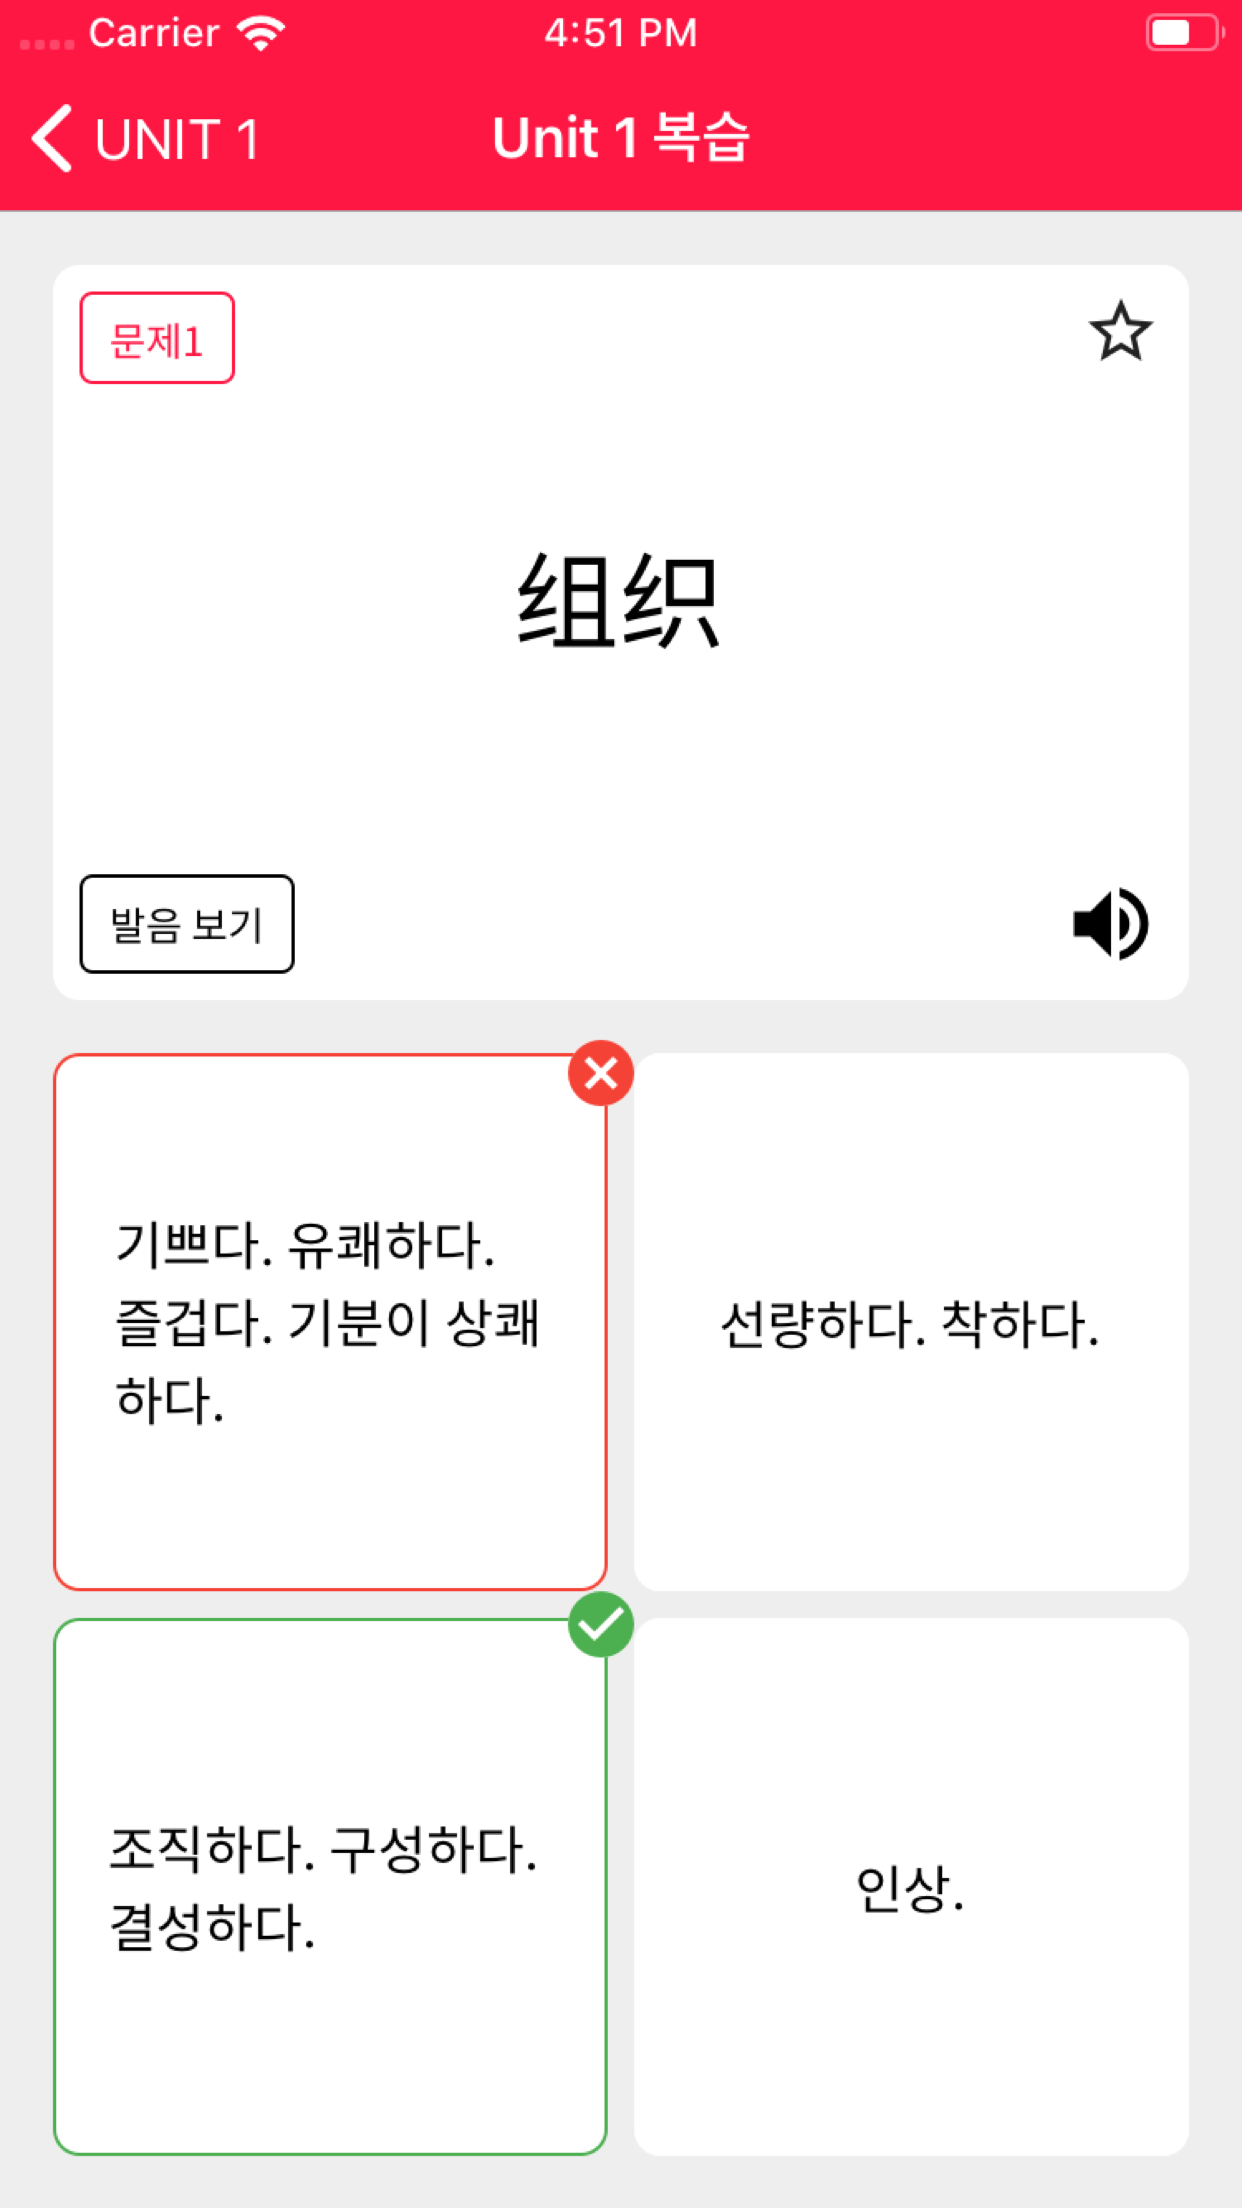 Carrier
4:51 PM
UNIT 1
Unit 1 복습
문제1
组织
발음 보기
기쁘다. 유쾌하다.
즐겁다. 기분이 상쾌
하다.
선량하다. 착하다.
조직하다. 구성하다.
결성하다.
인상.